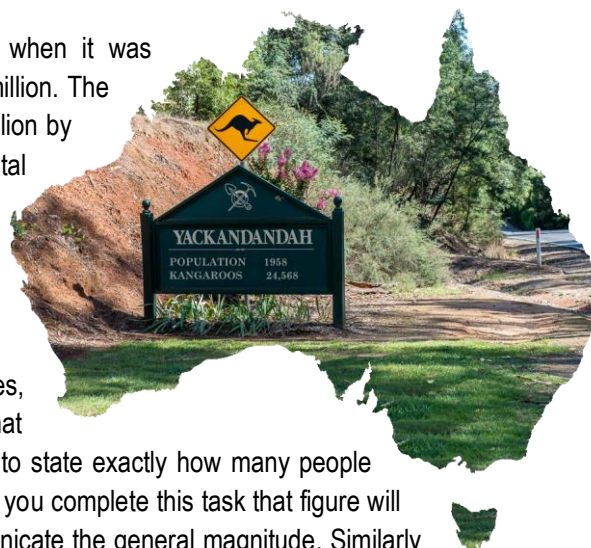 when it was
million. The
lion by
tal
YACKANDANDAH
POPULATION 1958
KANGAROOS 24,568
es,
hat
to state exactly how many people
you complete this task that figure will
nicate the general magnitude. Similarly